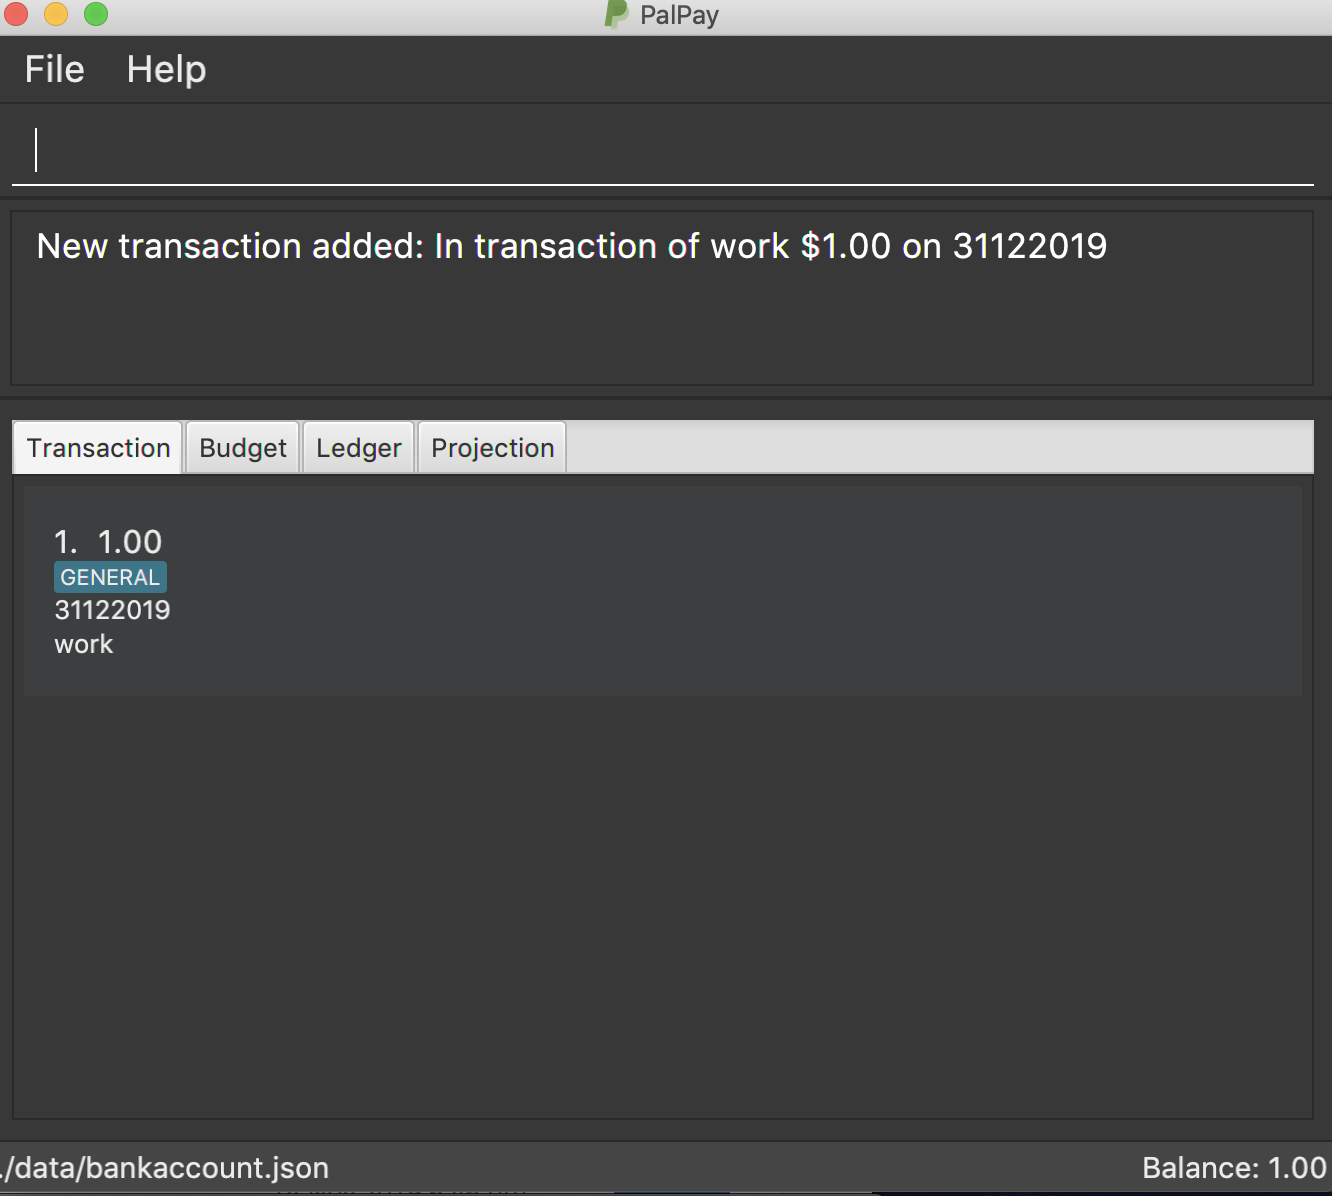 PalPay
File Help
New transaction added: In transaction of work $1.00 on 31122019
Transaction Budget Ledger Projection
1. 1.00
GENERAL
31122019
work
./data/bankaccount.json Balance: 1.00